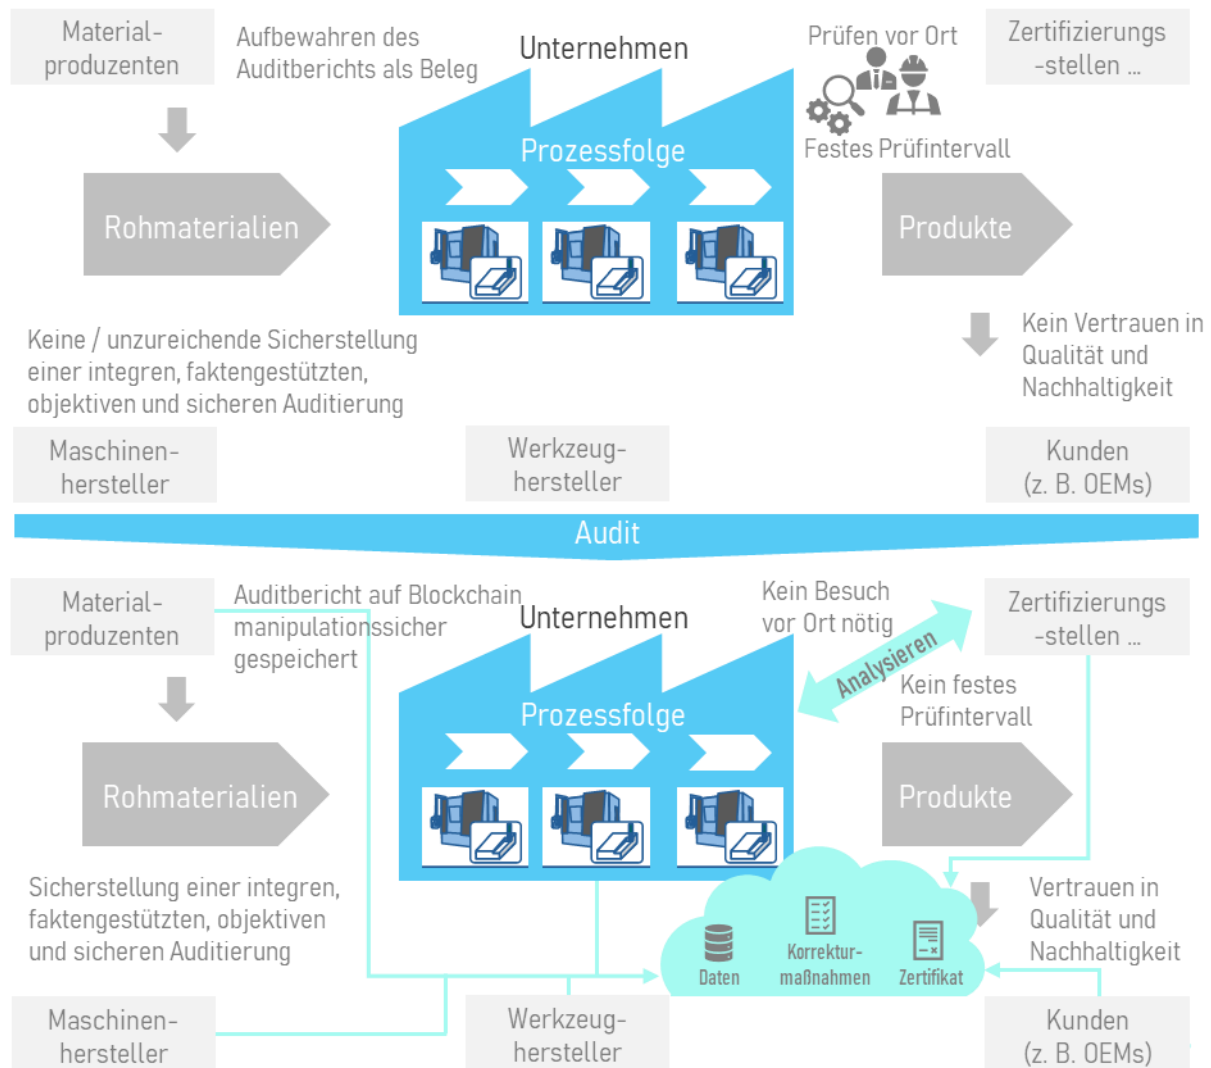 Material-
produzenten
Aufbewahren des
Auditberichts als Beleg
Unternehmen
Prüfen vor Ort
Zertifizierungs
-stellen ...
Prozessfolge
Festes Prüfintervall
Rohmaterialien
Produkte
Keine / unzureichende Sicherstellung
einer integren, faktengestützten,
objektiven und sicheren Auditierung
Kein Vertrauen in
Qualität und
Nachhaltigkeit
Maschinen-
hersteller
Werkzeug-
hersteller
Kunden
(z. B. OEMs)
Audit
Material-
produzenten
Auditbericht auf Blockchain
manipulationssicher
gespeichert
Unternehmen
Kein Besuch
vor Ort nötig
Zertifizierungs
-stellen ...
Analysieren
Kein festes
Prüfintervall
Prozessfolge
Rohmaterialien
Produkte
Sicherstellung einer integren,
faktengestützten, objektiven
und sicheren Auditierung
Daten
Korrektur-
maßnahmen
Zertifikat
Vertrauen in
Qualität und
Nachhaltigkeit
Maschinen-
hersteller
Werkzeug-
hersteller
Kunden
(z. B. OEMs)